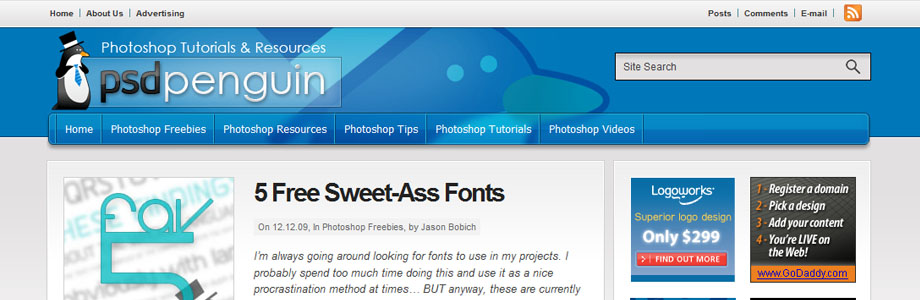 Home | About Us | Advertising
Posts | Comments | E-mail
Photoshop Tutorials & Resources
psdpenguin
Site Search
Home
Photoshop Freebies
Photoshop Resources
Photoshop Tips
Photoshop Tutorials
Photoshop Videos
5 Free Sweet-Ass Fonts
On 12.12.09, In Photoshop Freebies, by Jason Bobich
I'm always going around looking for fonts to use in my projects. I
probably spend too much time doing this and use it as a nice
procrastination method at times... BUT anyway, these are currently
Logoworks®
Superior logo design
Only $299
FIND OUT MORE
1 - Register a domain
2 - Pick a design
3 - Add your content
4 - You're LIVE on
the Web!
www.GoDaddy.com